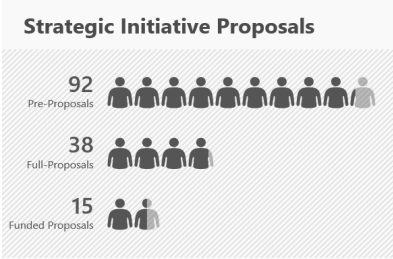 Strategic Initiative Proposals
92
Pre-Proposals
38
Full-Proposals
15
Funded Proposals